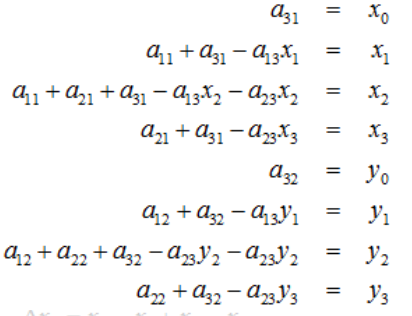 a₃₁ = x₀
a₁₁ + a₃₁ − a₁₃x₁ = x₁
a₁₁ + a₂₁ + a₃₁ − a₁₃x₂ − a₂₃x₂ = x₂
a₂₁ + a₃₁ − a₂₃x₃ = x₃
a₃₂ = y₀
a₁₂ + a₃₂ − a₁₃y₁ = y₁
a₁₂ + a₂₂ + a₃₂ − a₂₃y₂ − a₂₃y₂ = y₂
a₂₂ + a₃₂ − a₂₃y₃ = y₃